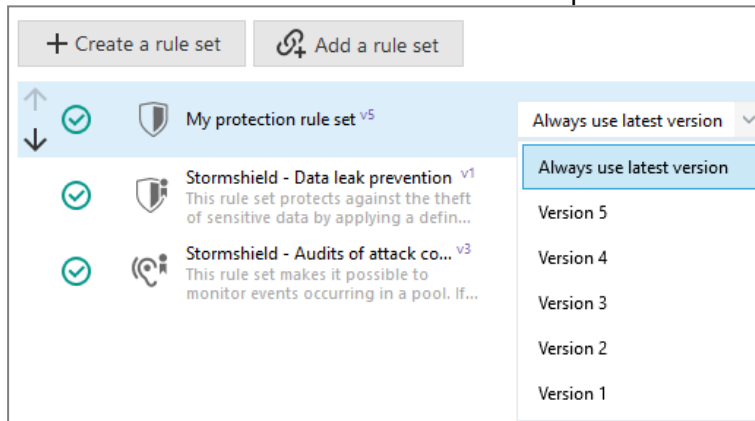 Create a rule set
Add a rule set
My protection rule set v5
Always use latest version
Always use latest version
Version 5
Version 4
Version 3
Version 2
Version 1
Stormshield - Data leak prevention v1
This rule set protects against the theft
of sensitive data by applying a defin...
Stormshield - Audits of attack co... v3
This rule set makes it possible to
monitor events occurring in a pool. If...